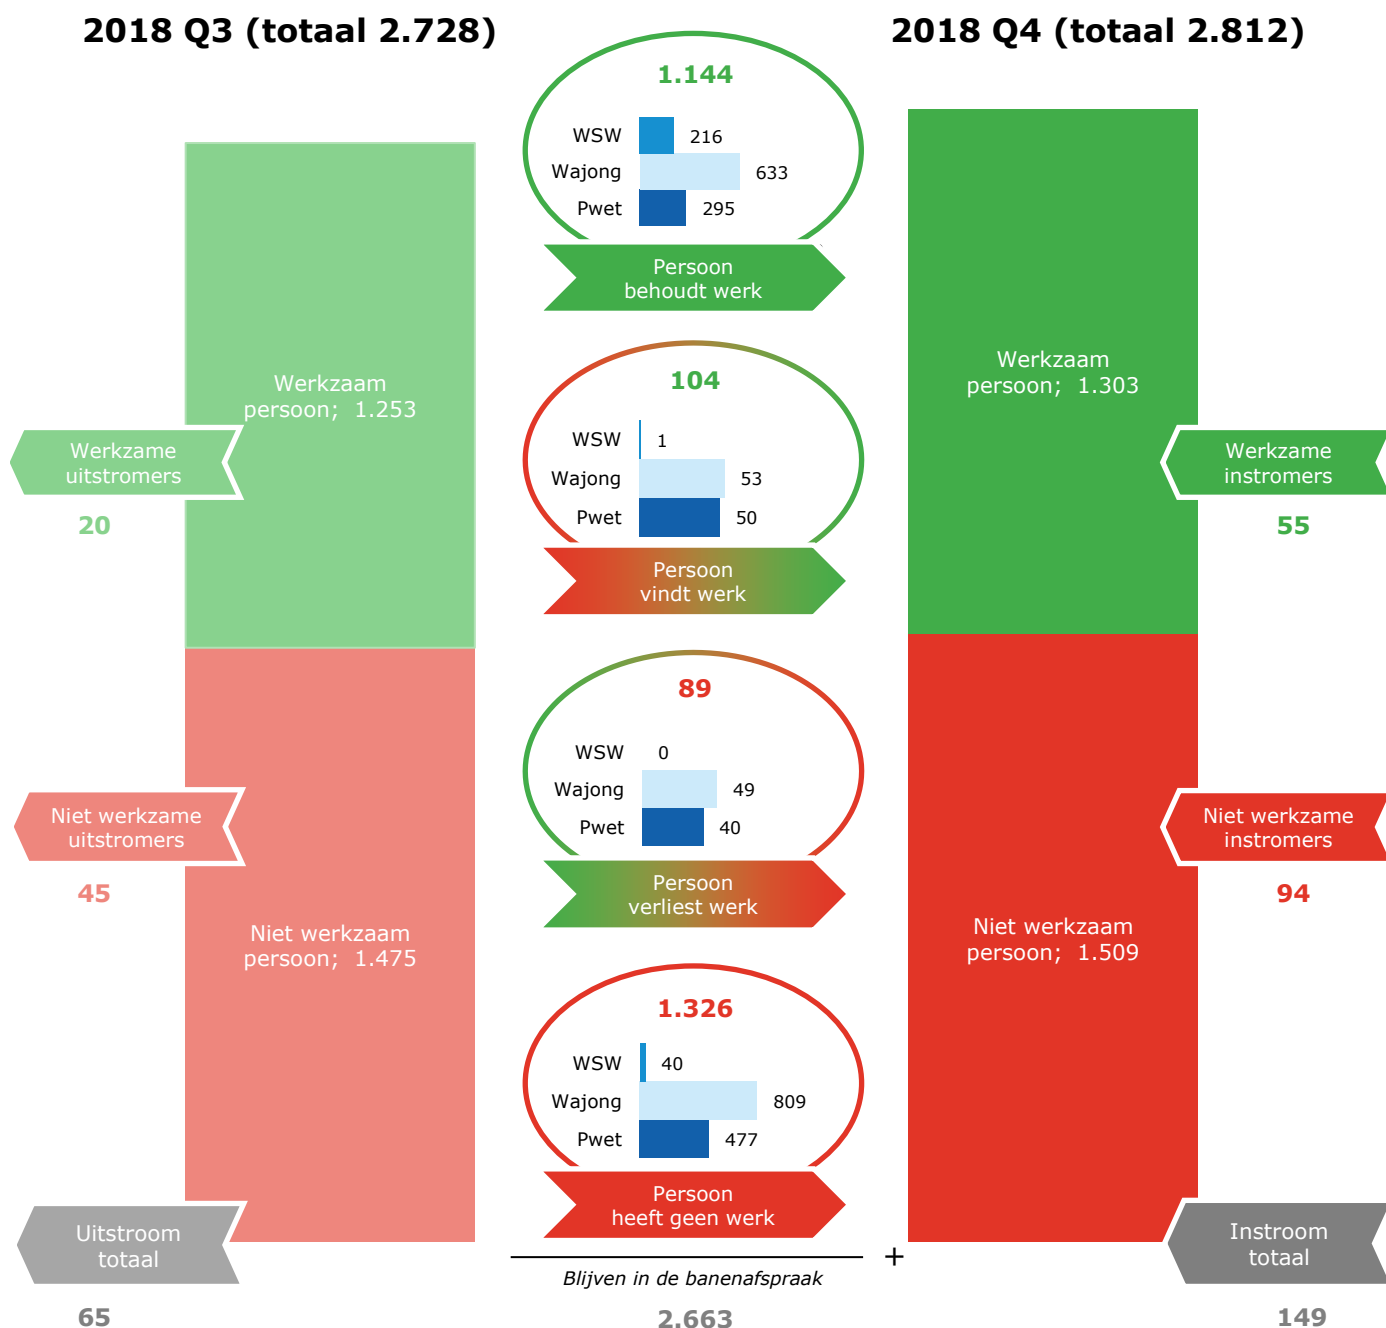 2018 Q3 (totaal 2.728)
2018 Q4 (totaal 2.812)
1.144
WSW 216
Wajong 633
Pwet 295
Persoon
behoudt werk
Werkzaam
persoon; 1.253
Werkzaam
persoon; 1.303
104
WSW 1
Wajong 53
Pwet 50
Persoon
vindt werk
Werkzame
uitstromers
20
Werkzame
instromers
55
89
WSW 0
Wajong 49
Pwet 40
Persoon
verliest werk
Niet werkzame
uitstromers
45
Niet werkzame
instromers
94
Niet werkzaam
persoon; 1.475
Niet werkzaam
persoon; 1.509
1.326
WSW 40
Wajong 809
Pwet 477
Persoon
heeft geen werk
Uitstroom
totaal
65
+
Blijven in de banenafspraak
2.663
Instroom
totaal
149